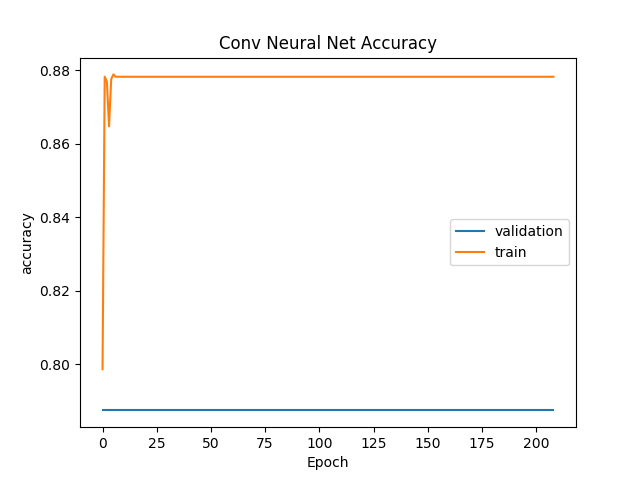 Conv Neural Net Accuracy
0.88
0.86
0.84
0.82
0.80
accuracy
validation
train
0 25 50 75 100 125 150 175 200
Epoch